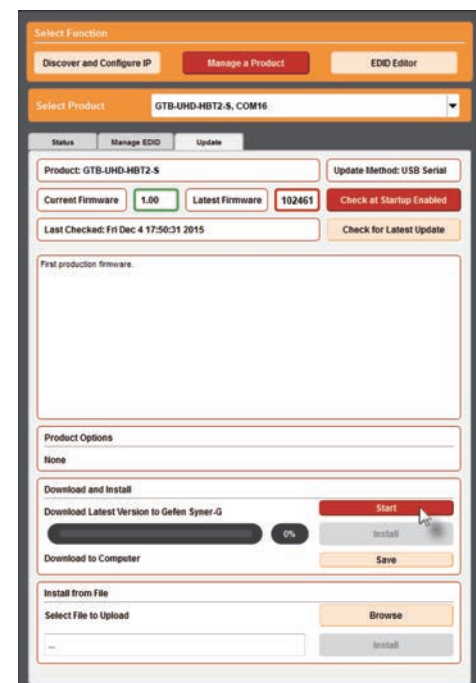 Select Function
Discover and Configure IP Manage a Product EDID Editor
Select Product GTB-UHD-HBT2-S, COM16
Status Manage EDID Update
Product: GTB-UHD-HBT2-S Update Method: USB Serial
Current Firmware 1.00 Latest Firmware 102461 Check at Startup Enabled
Last Checked: Fri Dec 4 17:50:31 2015 Check for Latest Update
First production firmware.
Product Options
None
Download and Install
Download Latest Version to Gefen Syner-G Start
0% Install
Download to Computer Save
Install from File
Select File to Upload Browse
... Install